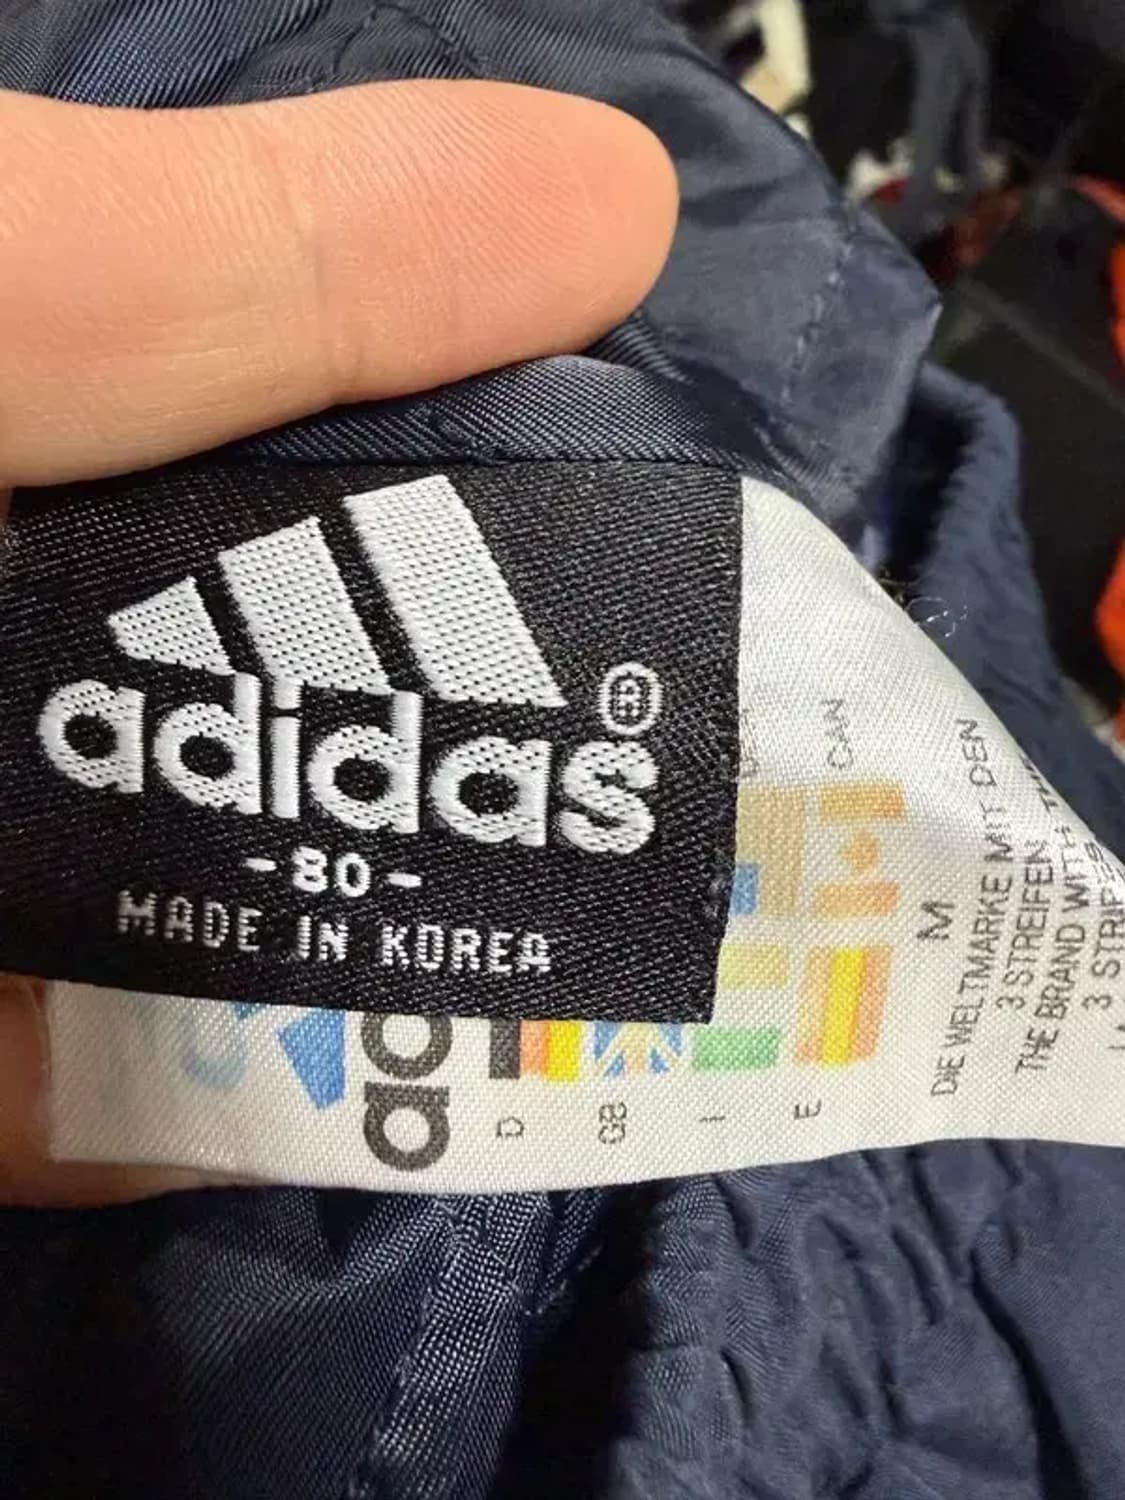 adidas®
-80-
MADE IN KOREA
CAN
D
GB
I
E
M
DIE WELTMARKE MIT DEN
3 STREIFEN
THE BRAND WITH THE
3 STRIPES